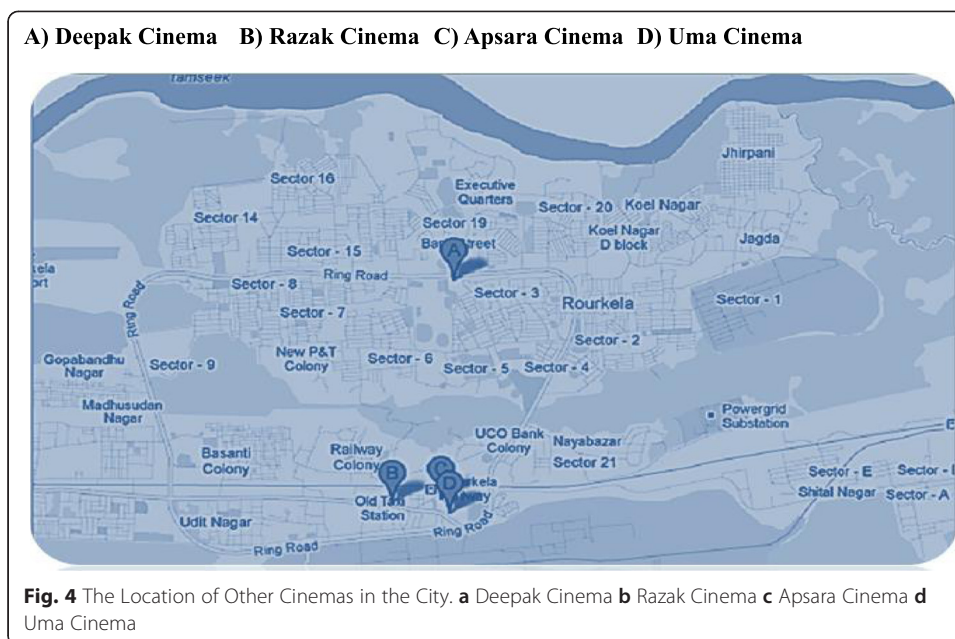 A) Deepak Cinema B) Razak Cinema C) Apsara Cinema D) Uma Cinema
Jhirpani
Sector 16
Executive
Quarters
Sector - 20
Koel Nagar
Sector 14
Sector 19
Koel Nagar
D block
Jagda
Sector - 15
A
Ring Road
Sector - 8
Sector - 3
Rourkela
Sector - 1
Ring Road
Sector - 7
Sector - 2
Gopabandhu
Nagar
Sector - 9
New P&T
Colony
Sector - 6
Sector - 5
Sector - 4
Madhusudan
Nagar
Powergrid
Substation
UCO Bank
Colony
Nayabazar
Basanti
Colony
Railway
Colony
Sector 21
B
C
D
Sector - E
Shital Nagar
Sector - A
Old Taxi
Station
Udit Nagar
Ring Road
Ring Road
Fig. 4 The Location of Other Cinemas in the City. a Deepak Cinema b Razak Cinema c Apsara Cinema d
Uma Cinema